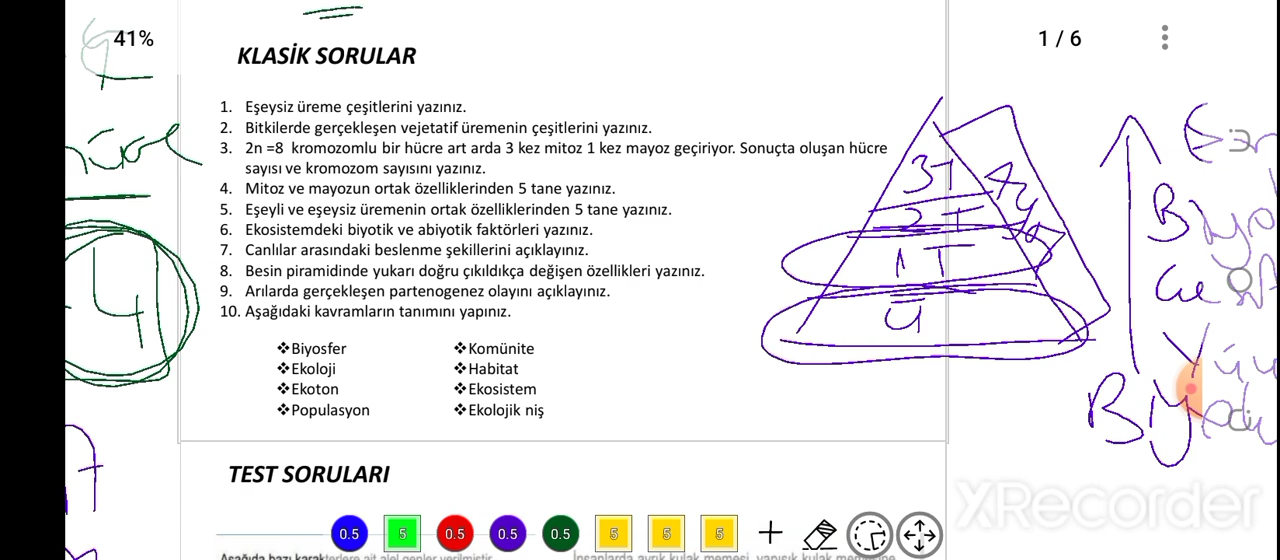 41%
1 / 6
KLASİK SORULAR
1. Eşeysiz üreme çeşitlerini yazınız.
2. Bitkilerde gerçekleşen vejetatif üremenin çeşitlerini yazınız.
3. 2n =8 kromozomlu bir hücre art arda 3 kez mitoz 1 kez mayoz geçiriyor. Sonuçta oluşan hücre
sayısı ve kromozom sayısını yazınız.
4. Mitoz ve mayozun ortak özelliklerinden 5 tane yazınız.
5. Eşeyli ve eşeysiz üremenin ortak özelliklerinden 5 tane yazınız.
6. Ekosistemdeki biyotik ve abiyotik faktörleri yazınız.
7. Canlılar arasındaki beslenme şekillerini açıklayınız.
8. Besin piramidinde yukarı doğru çıkıldıkça değişen özellikleri yazınız.
9. Arılarda gerçekleşen partenogenez olayını açıklayınız.
10. Aşağıdaki kavramların tanımını yapınız.
❖Biyosfer ❖Komünite
❖Ekoloji ❖Habitat
❖Ekoton ❖Ekosistem
❖Populasyon ❖Ekolojik niş
3T
2T
1T
Ü
4
TEST SORULARI
0.5 5 0.5 0.5 0.5 5 5 5
XRecorder